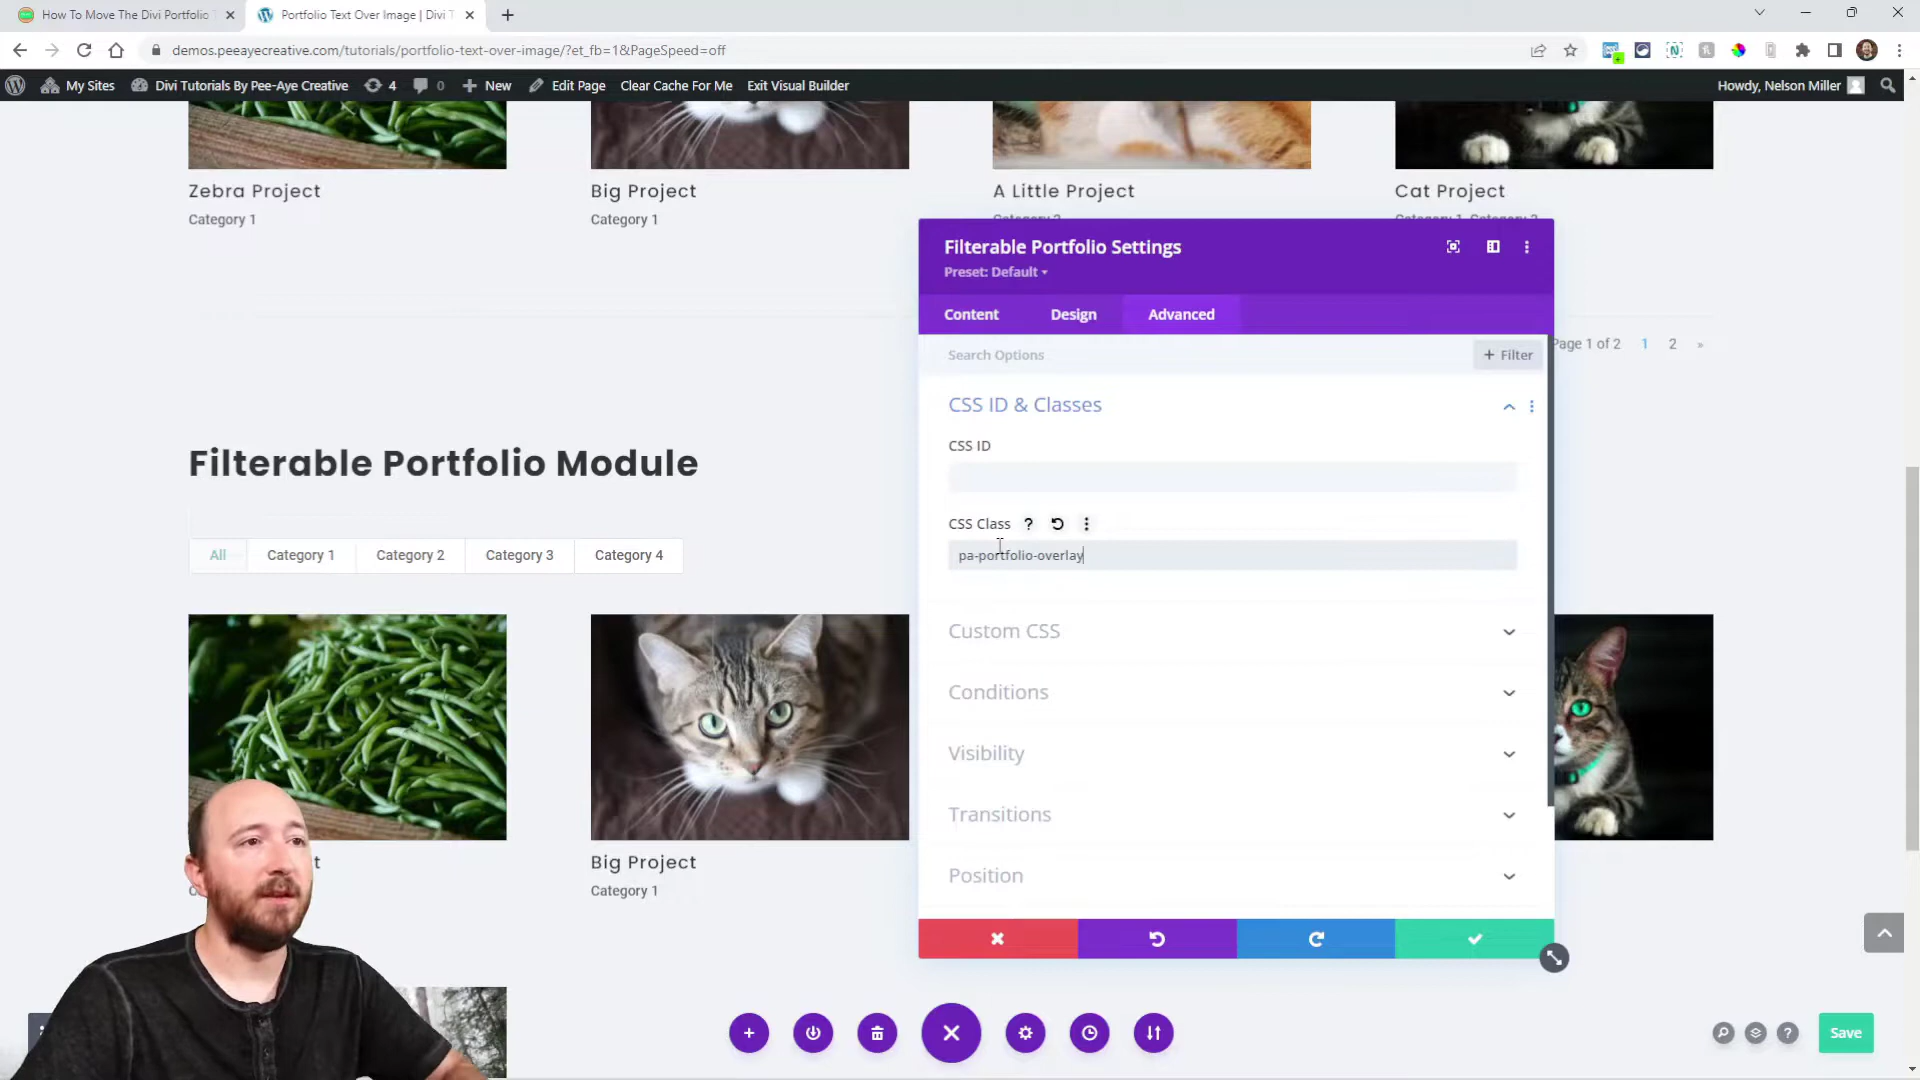 How To Move The Divi Portfolio T
Portfolio Text Over Image | Divi T
demos.peeayecreative.com/tutorials/portfolio-text-over-image/?et_fb=1&PageSpeed=off
My Sites
Divi Tutorials By Pee-Aye Creative
4
0
New
Edit Page
Clear Cache For Me
Exit Visual Builder
Howdy, Nelson Miller
Zebra Project
Big Project
A Little Project
Cat Project
Category 1
Category 1
Filterable Portfolio Settings
Preset: Default
Content
Design
Advanced
Search Options
+ Filter
Page 1 of 2
1
2
»
CSS ID & Classes
CSS ID
Filterable Portfolio Module
CSS Class
?
All
Category 1
Category 2
Category 3
Category 4
pa-portfolio-overlay
Custom CSS
Conditions
Visibility
Transitions
Big Project
Category 1
Position
Save